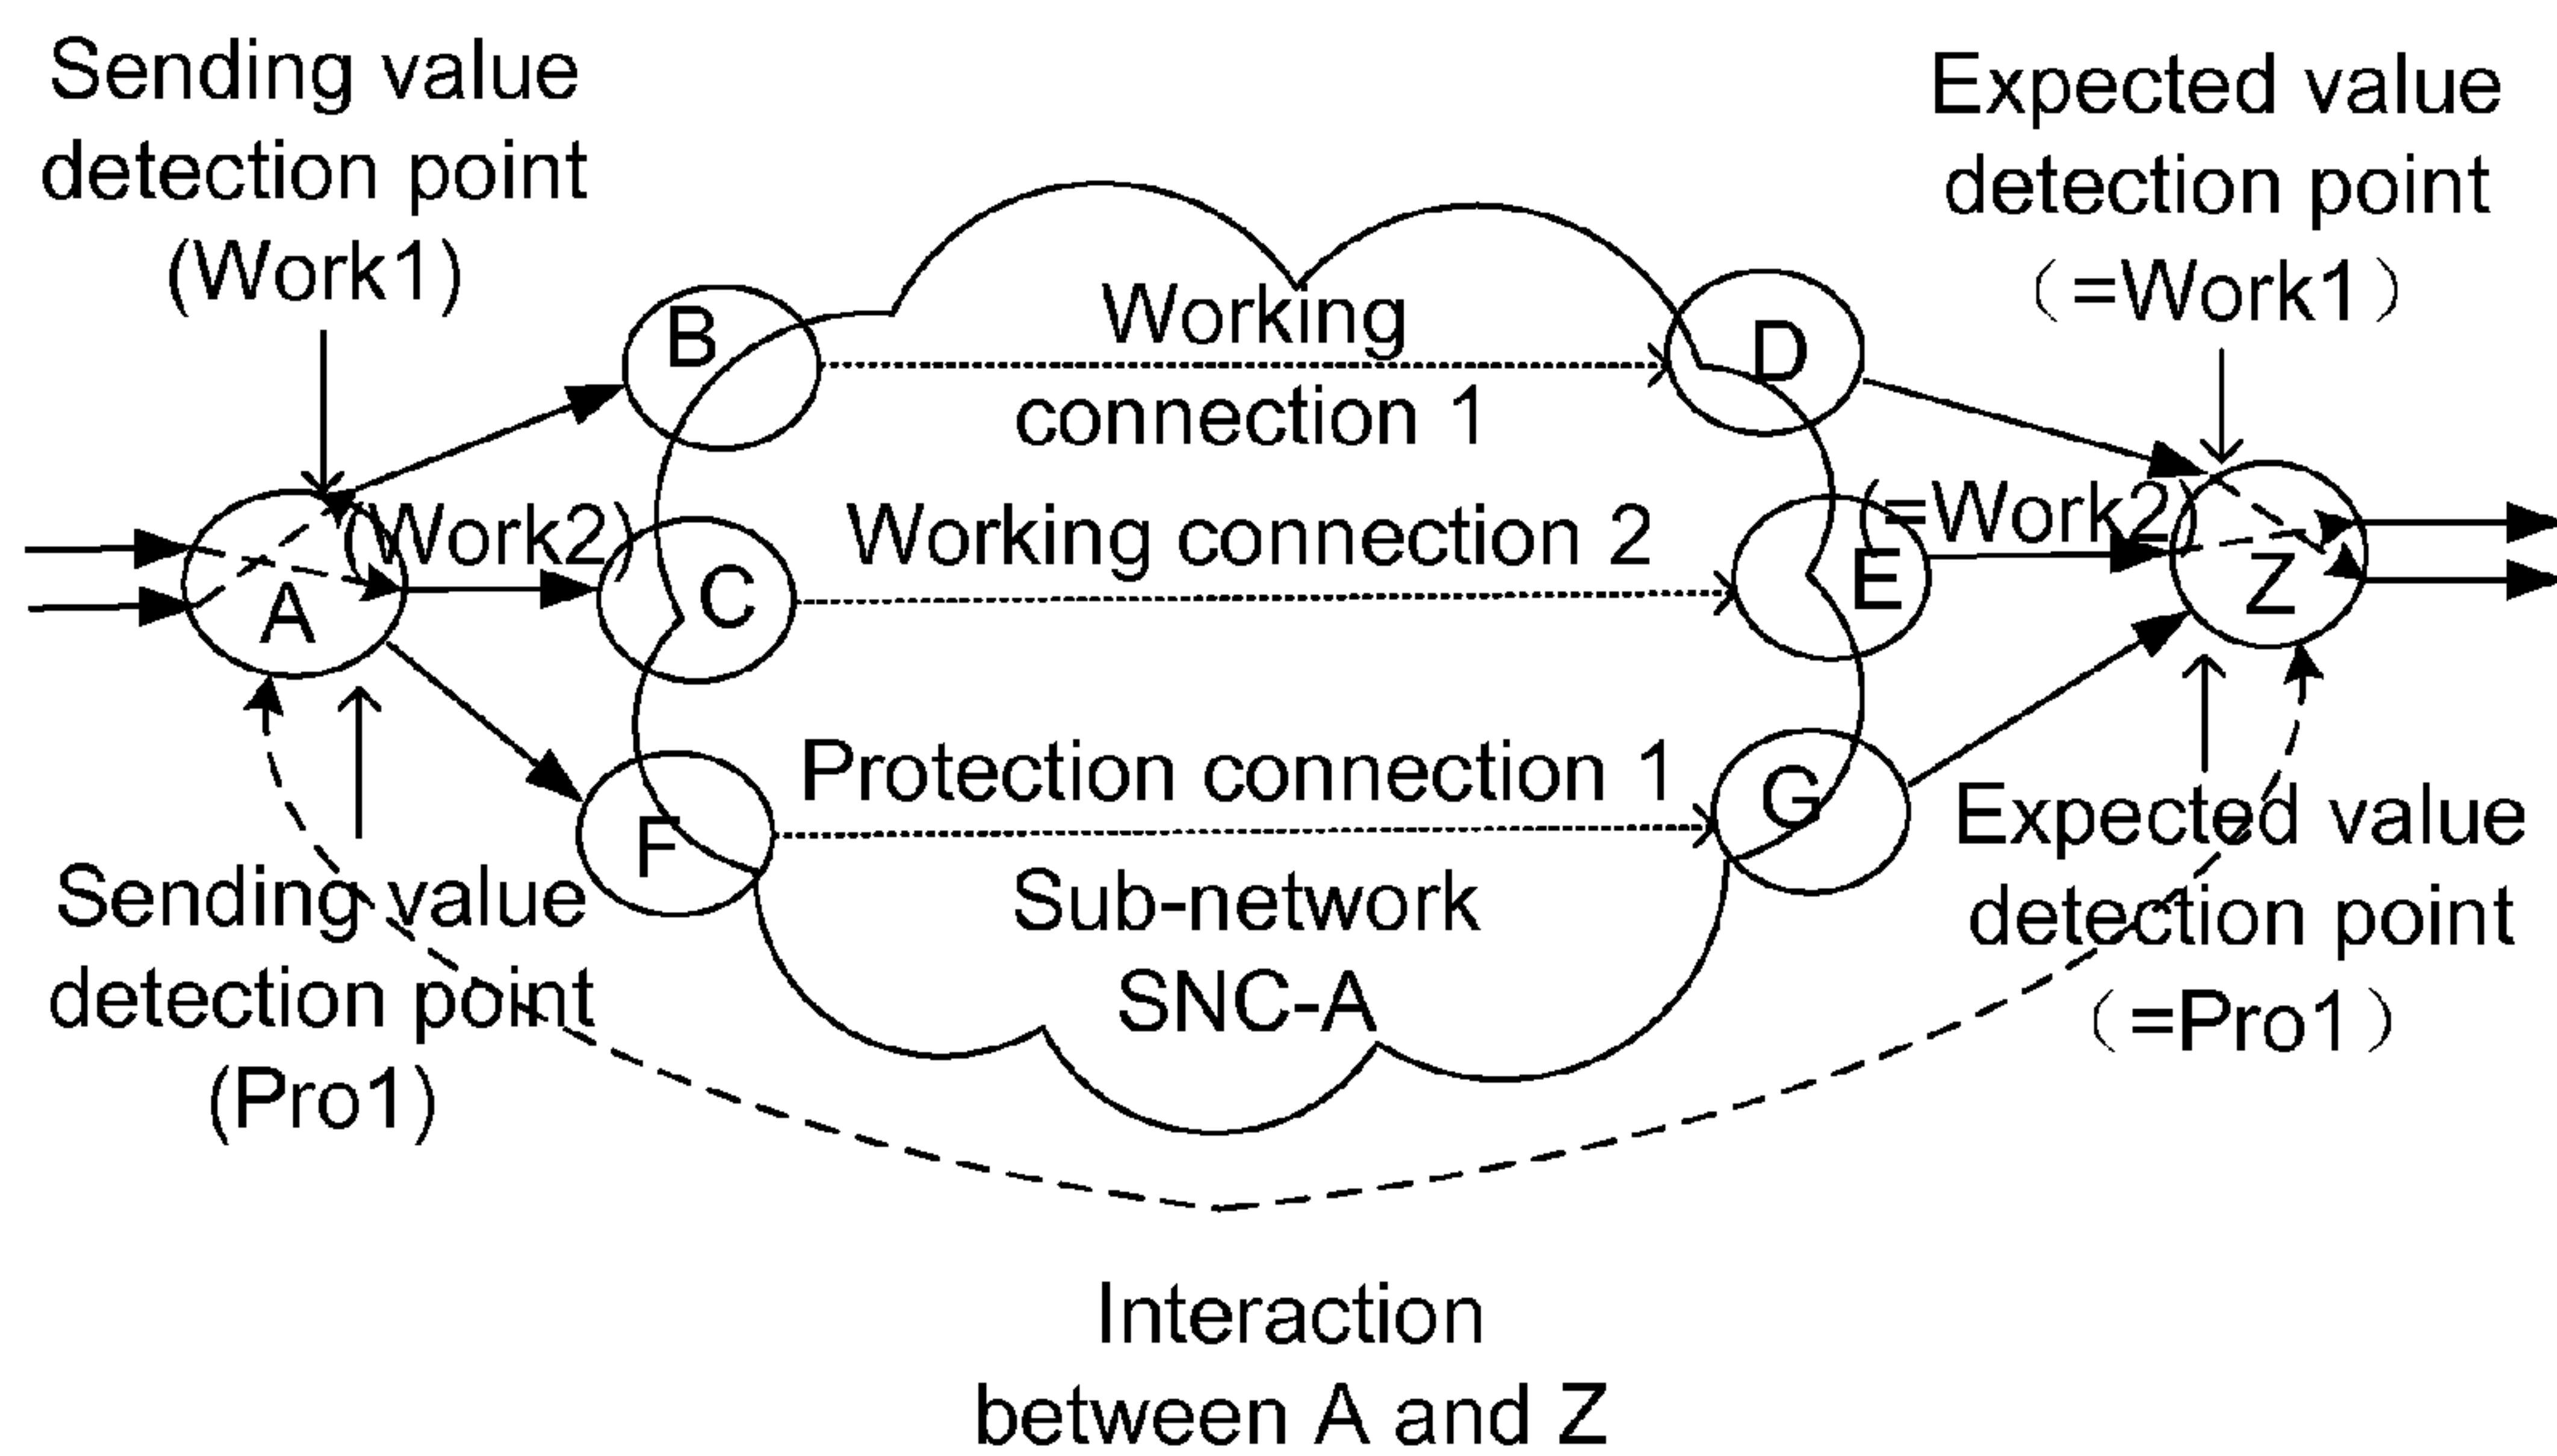 Sending value
detection point
(Work1)
Expected value
detection point
（=Work1）
B
Working
connection 1
D
A
(Work2)
C
Working connection 2
E
(=Work2)
Z
F
Protection connection 1
G
Sub-network
SNC-A
Sending value
detection point
(Pro1)
Expected value
detection point
（=Pro1）
Interaction
between A and Z